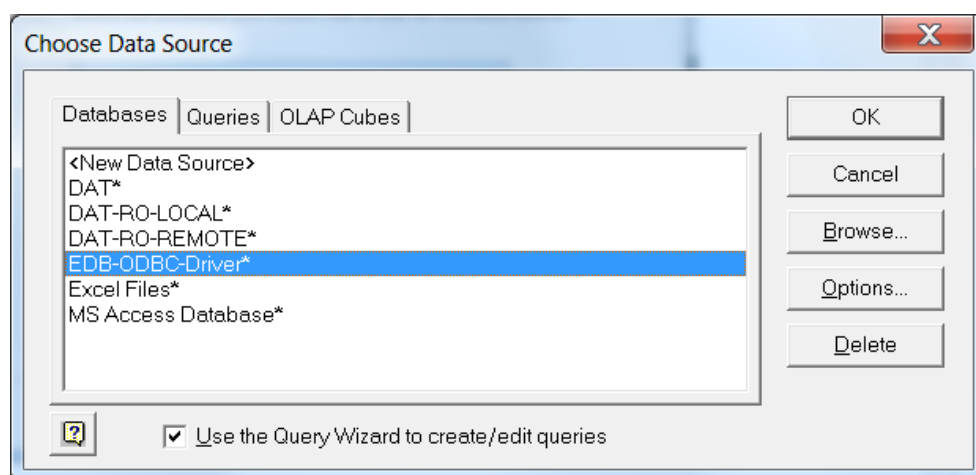 Choose Data Source
X
Databases Queries OLAP Cubes
<New Data Source>
DAT*
DAT-RO-LOCAL*
DAT-RO-REMOTE*
EDB-ODBC-Driver*
Excel Files*
MS Access Database*
OK
Cancel
Browse...
Options...
Delete
?
Use the Query Wizard to create/edit queries